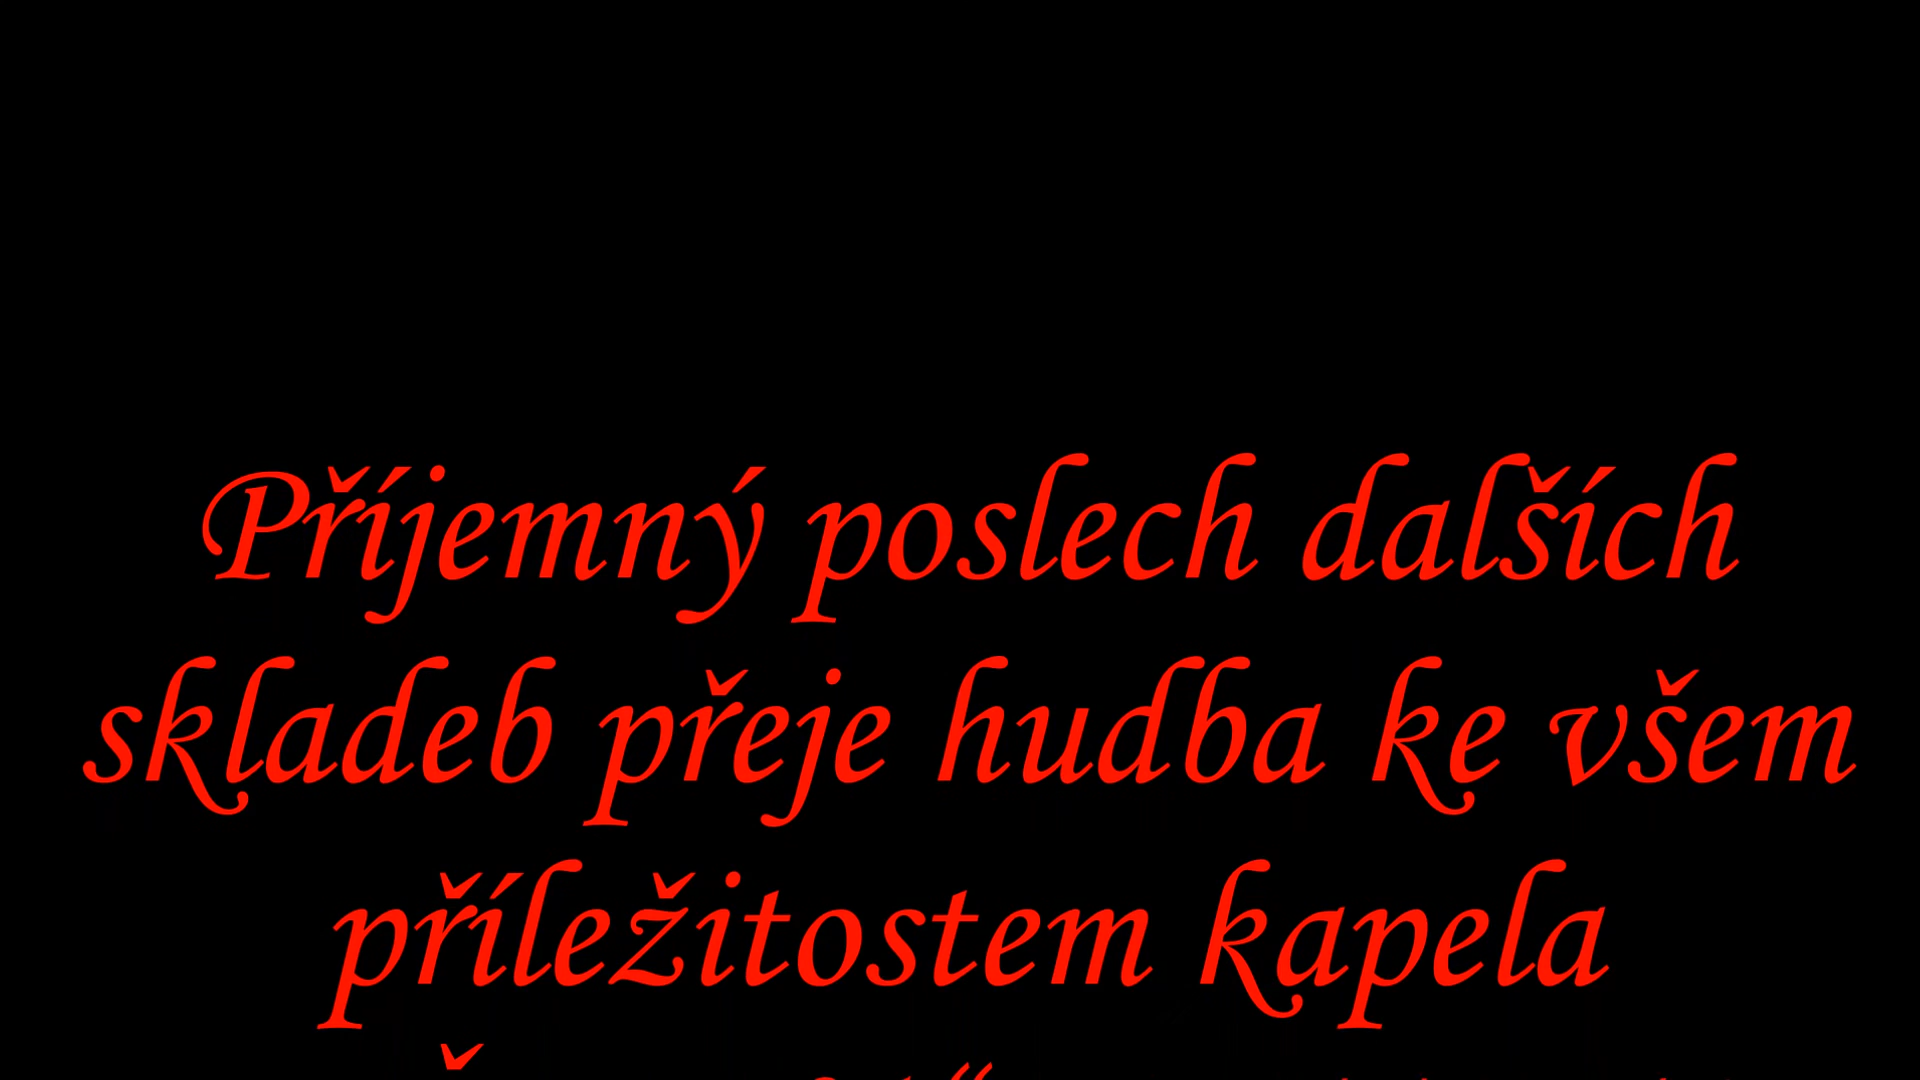 Příjemný poslech dalších
skladeb přeje hudba ke všem
příležitostem kapela